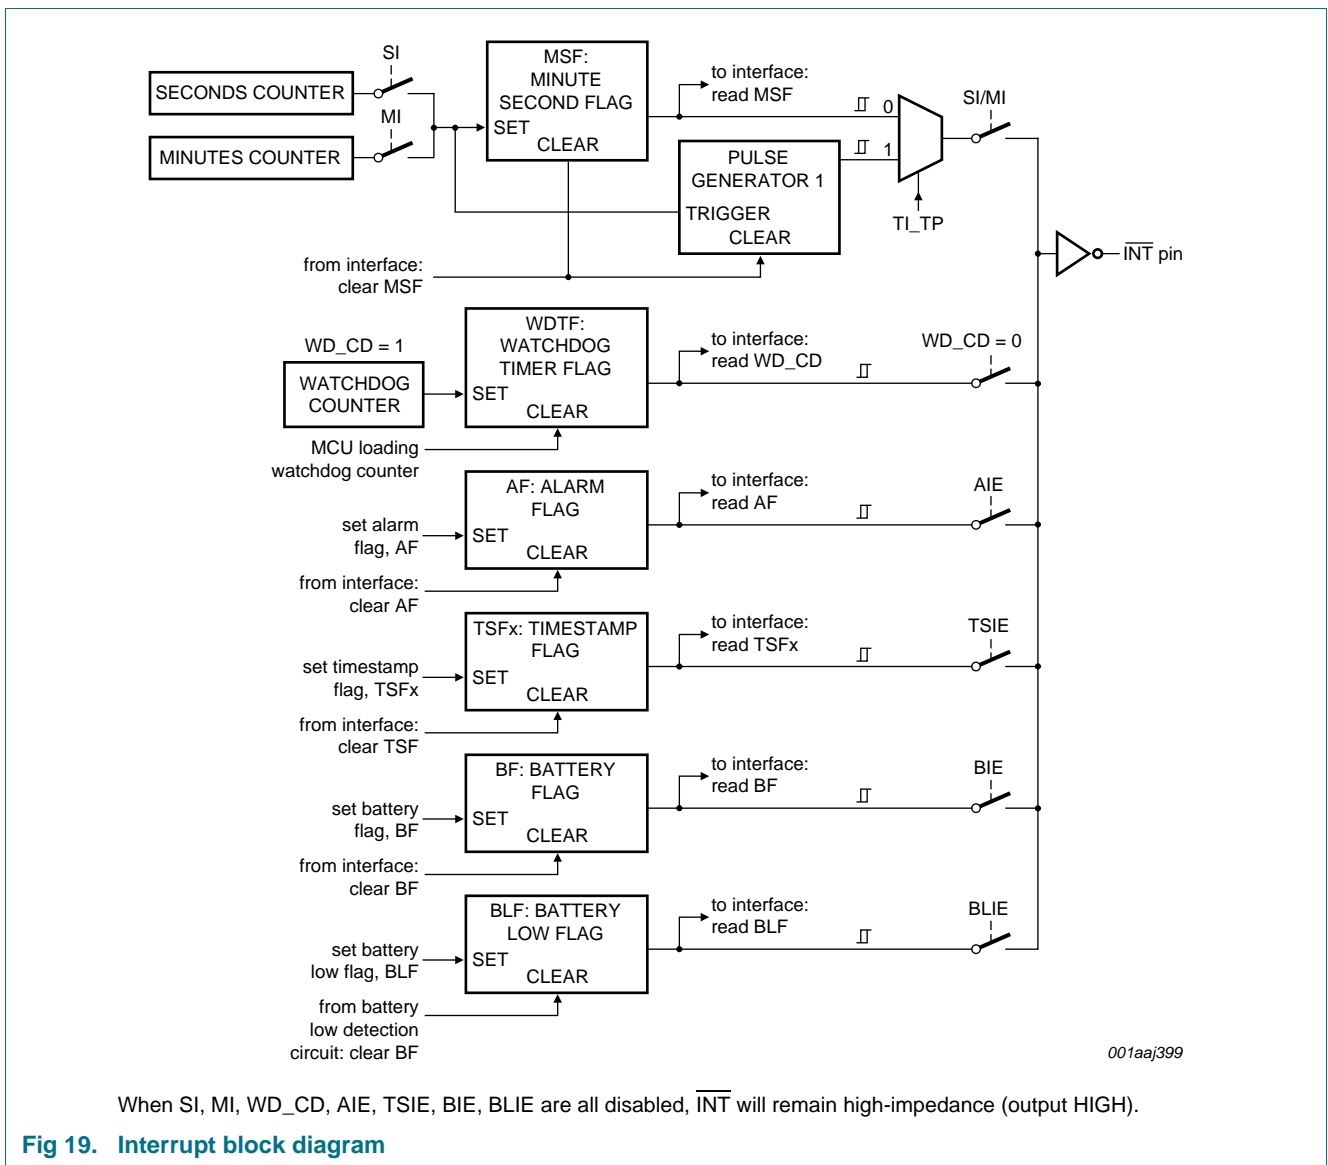 SI
SECONDS COUNTER
MI
MINUTES COUNTER
MSF:
MINUTE
SECOND FLAG
SET
CLEAR
to interface:
read MSF
0
1
SI/MI
TI_TP
PULSE
GENERATOR 1
TRIGGER
CLEAR
from interface:
clear MSF
INT pin
WD_CD = 1
WATCHDOG
COUNTER
WDTF:
WATCHDOG
TIMER FLAG
SET
CLEAR
MCU loading
watchdog counter
to interface:
read WD_CD
WD_CD = 0
AF: ALARM
FLAG
SET
CLEAR
set alarm
flag, AF
from interface:
clear AF
to interface:
read AF
AIE
TSFx: TIMESTAMP
FLAG
SET
CLEAR
set timestamp
flag, TSFx
from interface:
clear TSF
to interface:
read TSFx
TSIE
BF: BATTERY
FLAG
SET
CLEAR
set battery
flag, BF
from interface:
clear BF
to interface:
read BF
BIE
BLF: BATTERY
LOW FLAG
SET
CLEAR
set battery
low flag, BLF
from battery
low detection
circuit: clear BF
to interface:
read BLF
BLIE
001aaj399
When SI, MI, WD_CD, AIE, TSIE, BIE, BLIE are all disabled, INT will remain high-impedance (output HIGH).
Fig 19. Interrupt block diagram